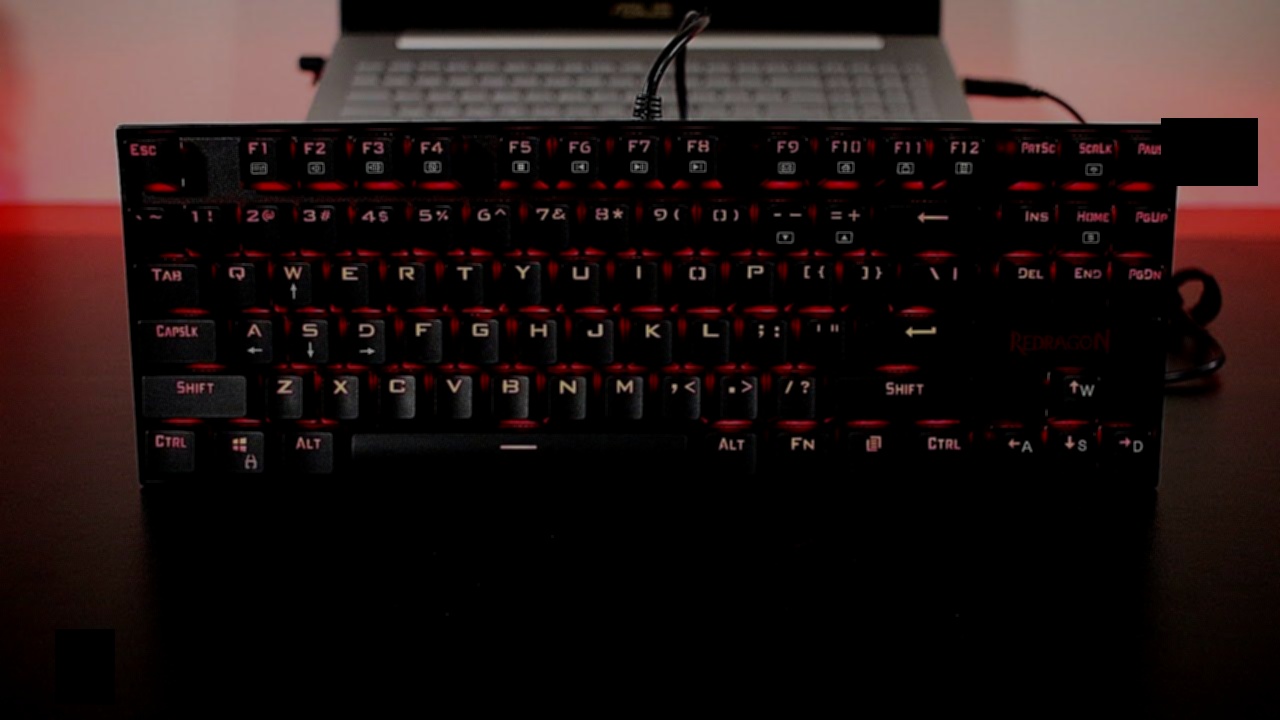 ASUS
Esc F1 F2 F3 F4 F5 F6 F7 F8 F9 F10 F11 F12 PrtSc ScrLk
` ~ 1 ! 2 @ 3 # 4 $ 5 % 6 ^ 7 & 8 * 9 ( 0 ) - - = + ← Ins Home PgUp
Tab Q W E R T Y U I O P [ { ] } \ | Del End PgDn
↑
CapsLk A S D F G H J K L ; : ' " ↵ REDRAGON
← ↓ →
Shift Z X C V B N M , < . > / ? Shift ↑W
Ctrl Alt Alt Fn Ctrl ←A ↓S →D